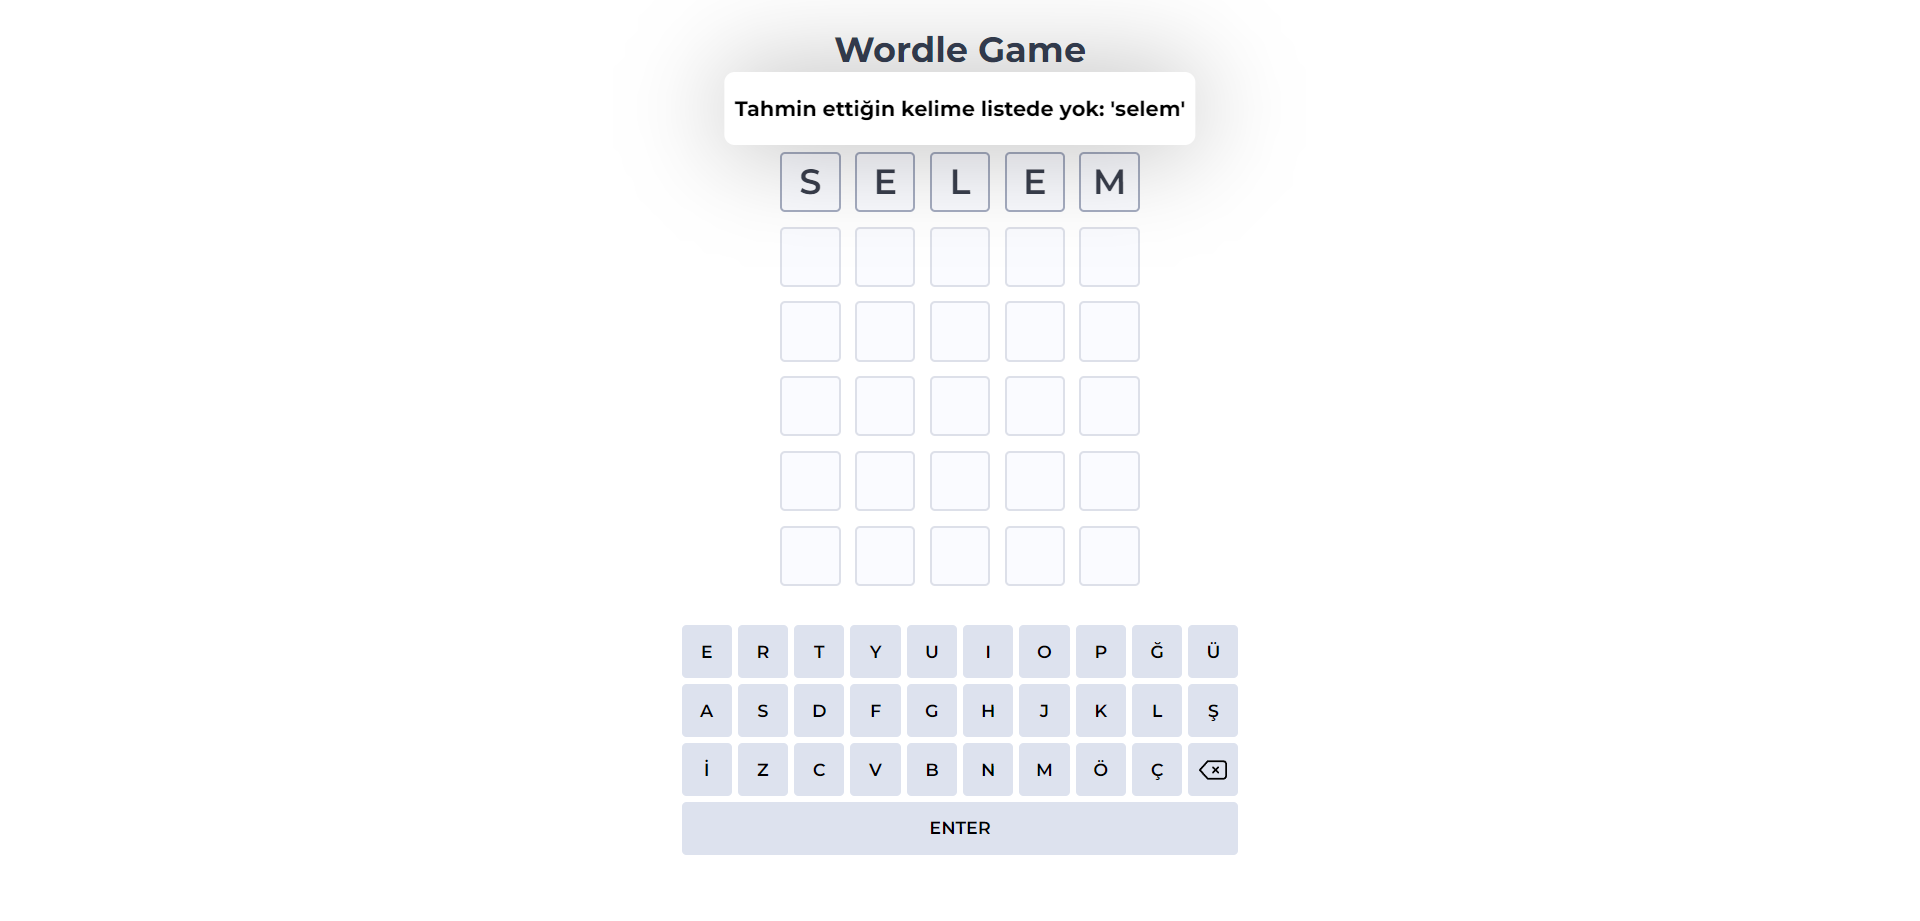 Wordle Game
Tahmin ettiğin kelime listede yok: 'selem'
S E L E M
E R T Y U I O P Ğ Ü
A S D F G H J K L Ş
İ Z C V B N M Ö Ç
ENTER